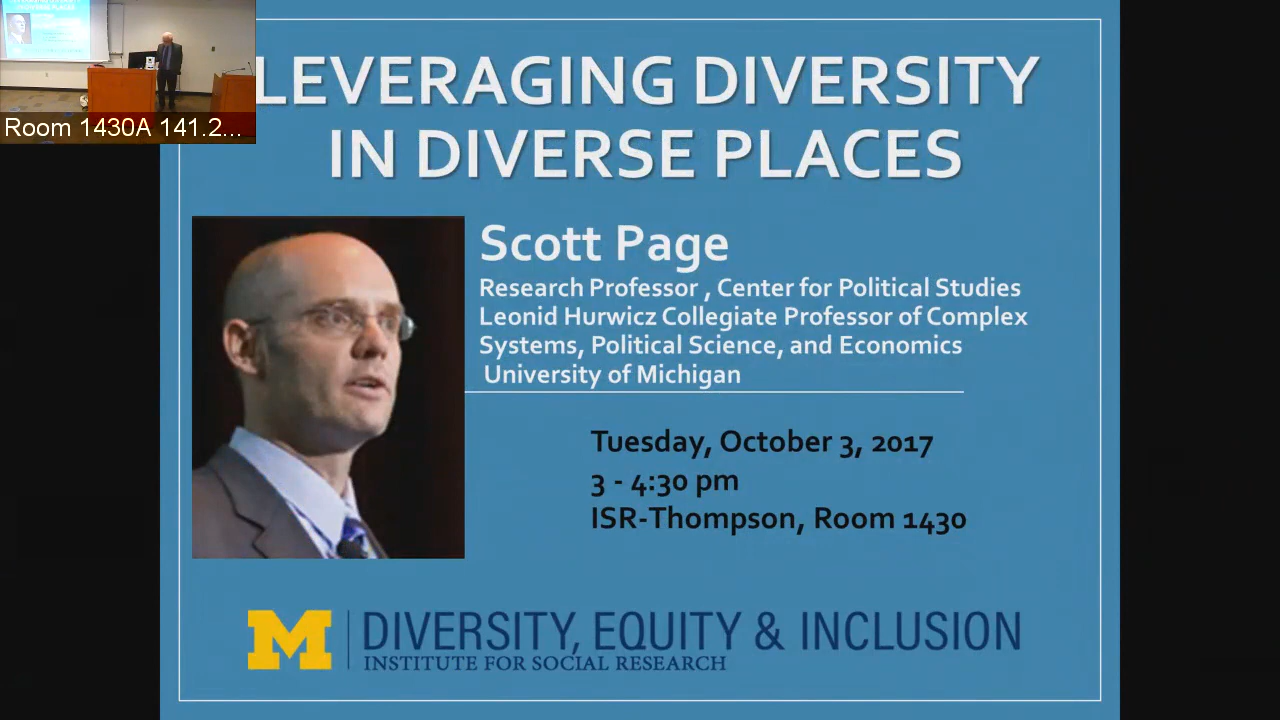 Room 1430A 141.2...
LEVERAGING DIVERSITY
IN DIVERSE PLACES
Scott Page
Research Professor , Center for Political Studies
Leonid Hurwicz Collegiate Professor of Complex
Systems, Political Science, and Economics
University of Michigan
Tuesday, October 3, 2017
3 - 4:30 pm
ISR-Thompson, Room 1430
M DIVERSITY, EQUITY & INCLUSION
INSTITUTE FOR SOCIAL RESEARCH